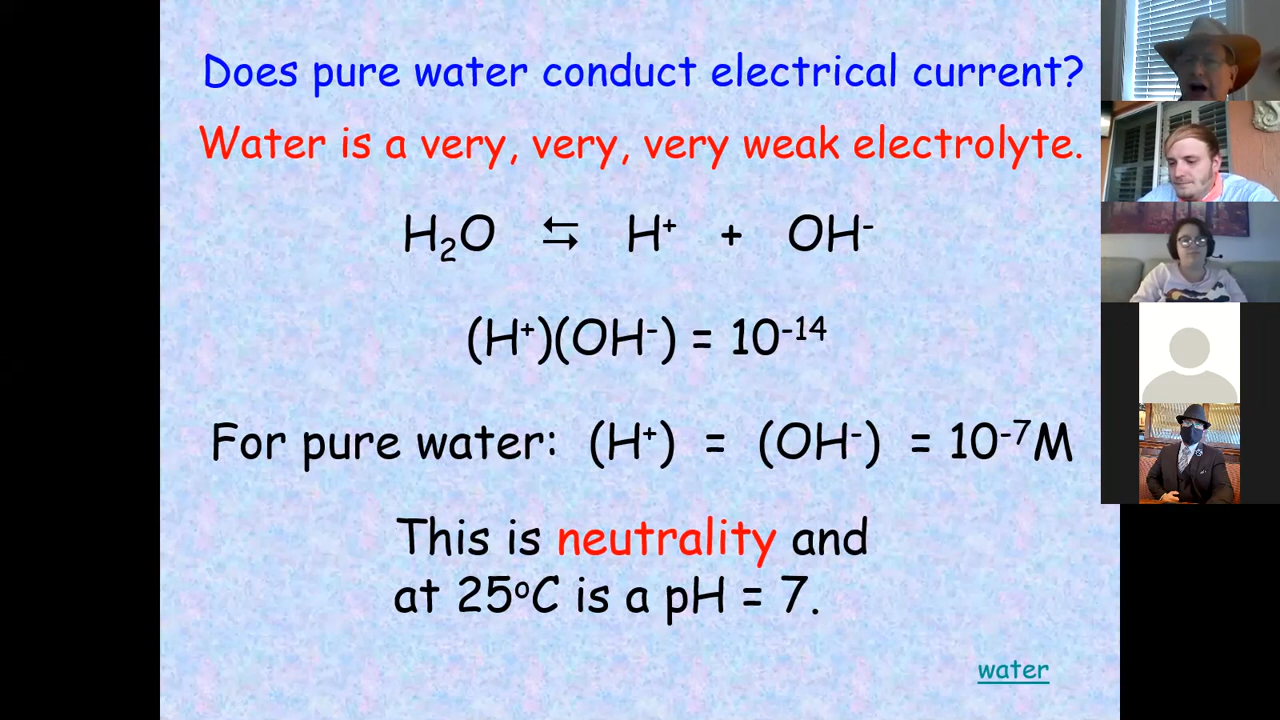 Does pure water conduct electrical current?
Water is a very, very, very weak electrolyte.
H₂O ⇆ H⁺ + OH⁻
(H⁺)(OH⁻) = 10⁻¹⁴
For pure water: (H⁺) = (OH⁻) = 10⁻⁷M
This is neutrality and
at 25°C is a pH = 7.
water